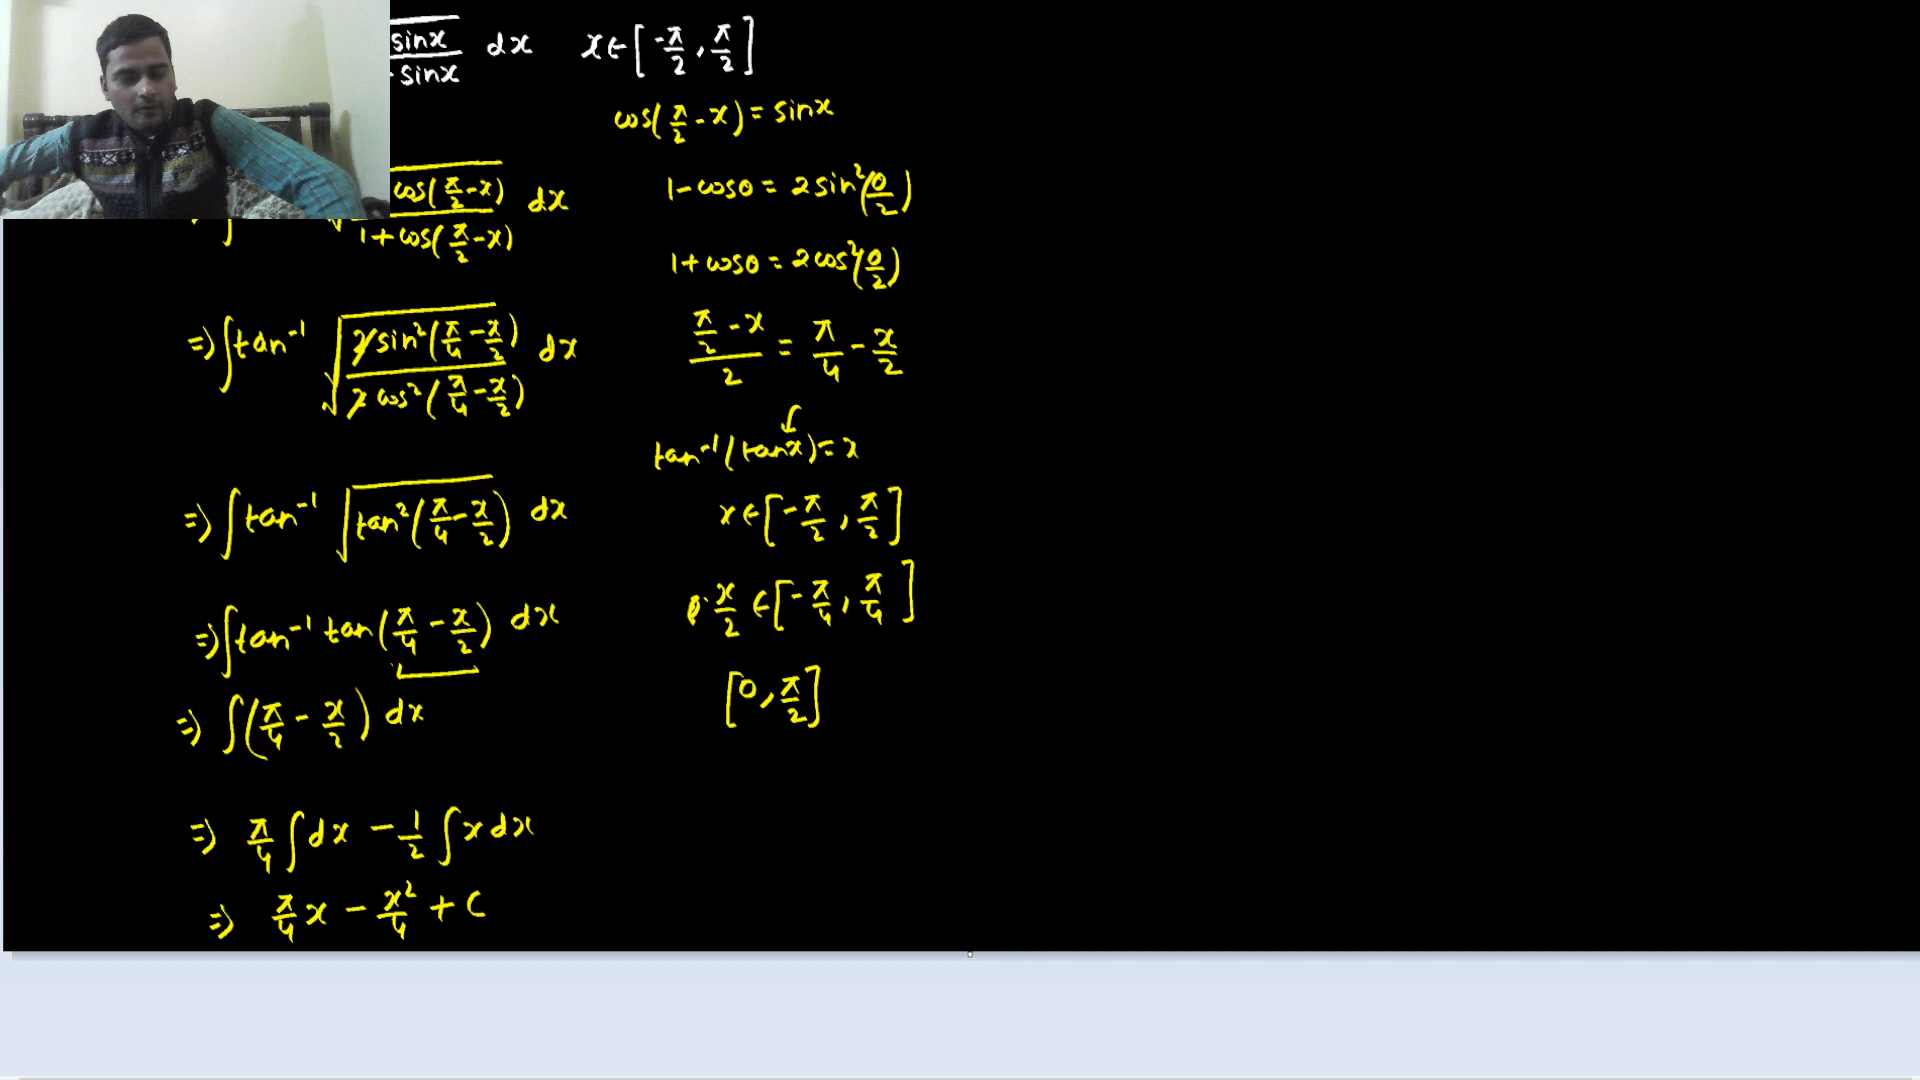 sinx / sinx dx x ∈ [-π/2, π/2]
cos(π/2 - x) = sinx
cos(π/2 - x) / 1 + cos(π/2 - x) dx
1 - cosθ = 2sin²(θ/2)
1 + cosθ = 2cos²(θ/2)
⇒ ∫tan⁻¹ √(2sin²(π/4 - x/2) / 2cos²(π/4 - x/2)) dx
(π/2 - x)/2 = π/4 - x/2
tan⁻¹(tanx) = x
⇒ ∫tan⁻¹ √(tan²(π/4 - x/2)) dx
x ∈ [-π/2, π/2]
x/2 ∈ [-π/4, π/4]
⇒ ∫tan⁻¹ tan(π/4 - x/2) dx
[0, π/2]
⇒ ∫(π/4 - x/2) dx
⇒ π/4 ∫dx - 1/2 ∫x dx
⇒ π/4 x - x²/4 + C